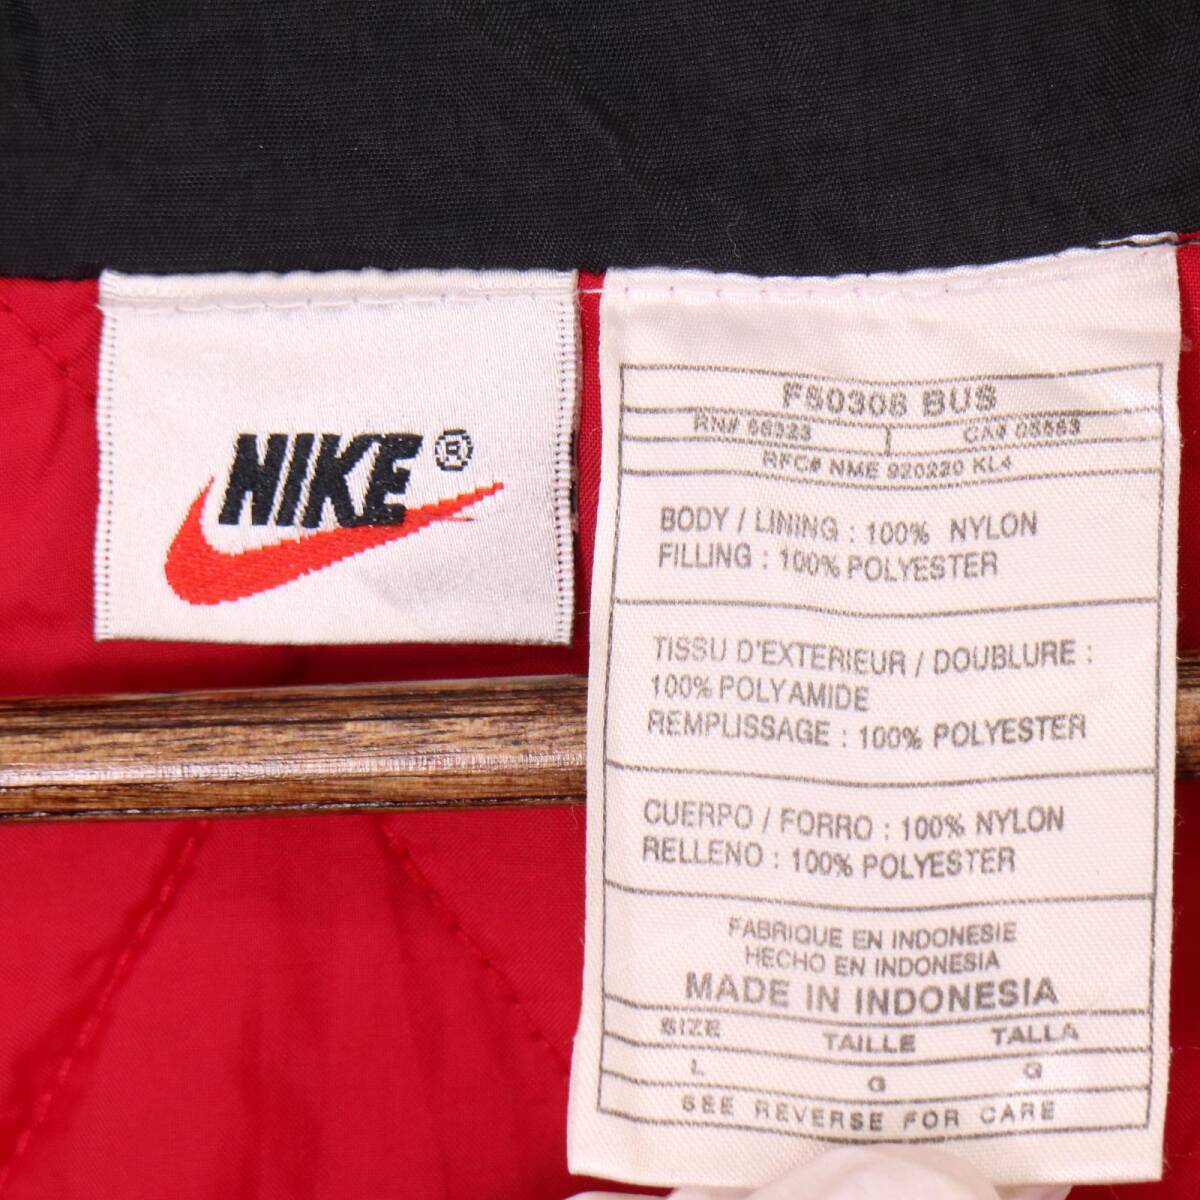 NIKE®
F50308 BUS
RN# 56323 CA# 05553
RFC# NME 920220 KL4
BODY / LINING : 100% NYLON
FILLING : 100% POLYESTER
TISSU D'EXTERIEUR / DOUBLURE :
100% POLYAMIDE
REMPLISSAGE : 100% POLYESTER
CUERPO / FORRO : 100% NYLON
RELLENO : 100% POLYESTER
FABRIQUE EN INDONESIE
HECHO EN INDONESIA
MADE IN INDONESIA
SIZE TAILLE TALLA
L G G
SEE REVERSE FOR CARE